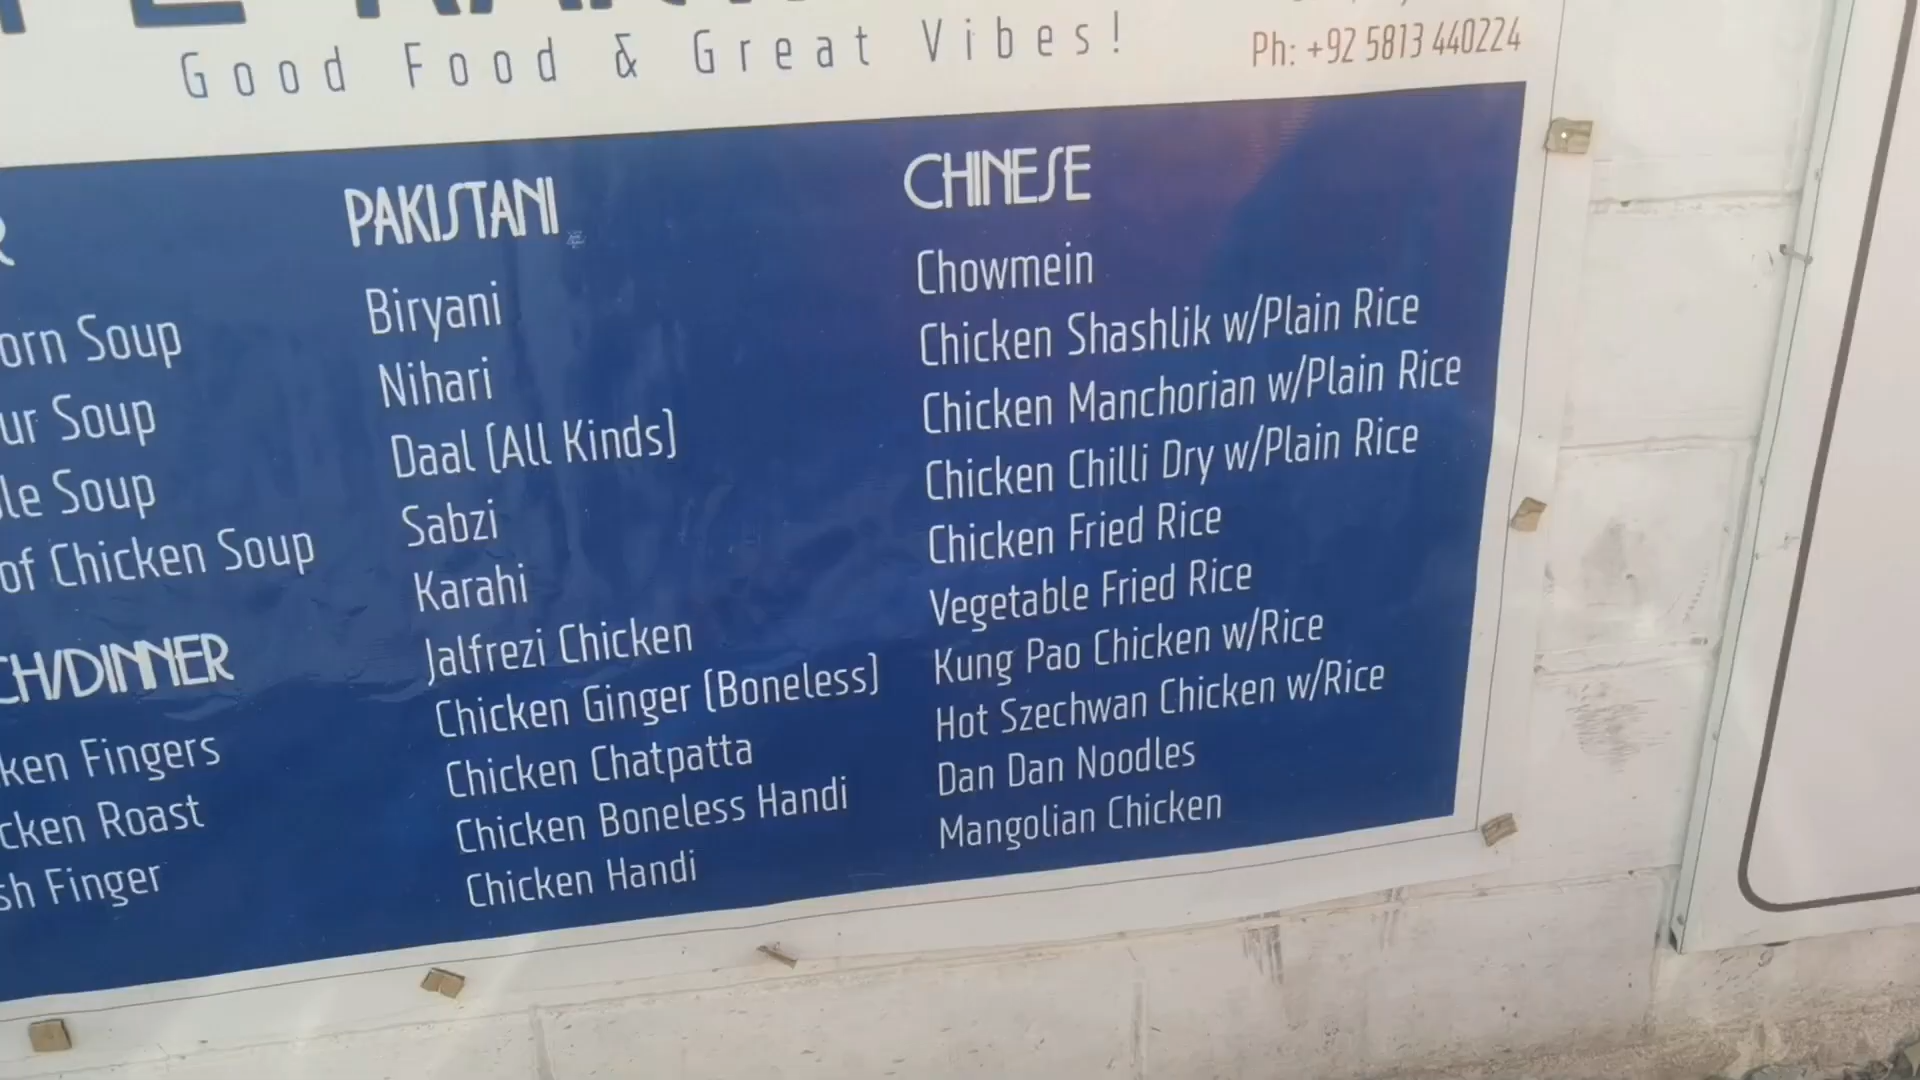 Good Food & Great Vibes!
Ph: +92 5813 440224
orn Soup
ur Soup
le Soup
of Chicken Soup
CH/DINNER
ken Fingers
cken Roast
sh Finger
PAKISTANI
Biryani
Nihari
Daal (All Kinds)
Sabzi
Karahi
Jalfrezi Chicken
Chicken Ginger (Boneless)
Chicken Chatpatta
Chicken Boneless Handi
Chicken Handi
CHINESE
Chowmein
Chicken Shashlik w/Plain Rice
Chicken Manchorian w/Plain Rice
Chicken Chilli Dry w/Plain Rice
Chicken Fried Rice
Vegetable Fried Rice
Kung Pao Chicken w/Rice
Hot Szechwan Chicken w/Rice
Dan Dan Noodles
Mangolian Chicken